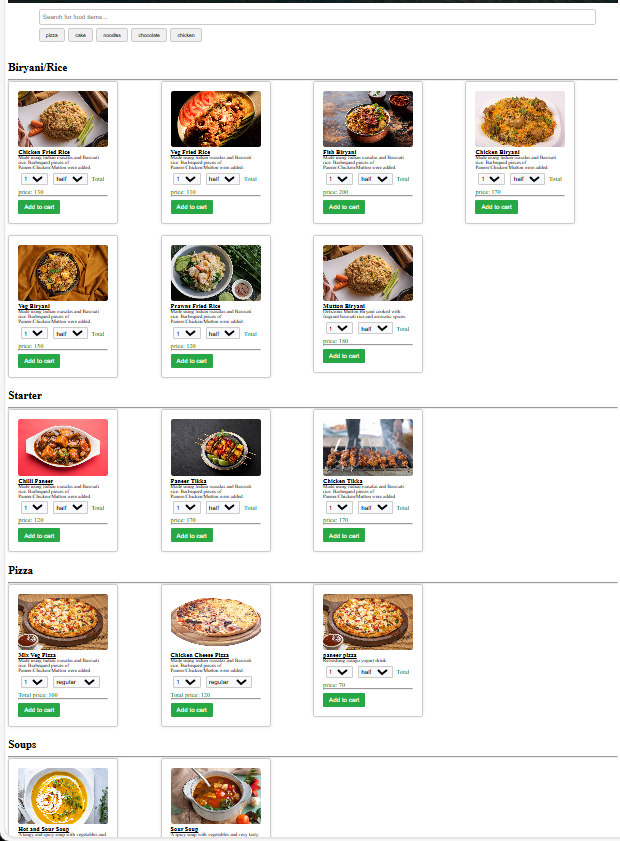 Search for food items...
pizza cake noodles chocolate chicken
Biryani/Rice
Chicken Fried Rice
Made using Indian masalas and Basmati
rice. Barbequed pieces of
Paneer/Chicken/Mutton were added.
1 half Total
price: 130
Add to cart
Veg Fried Rice
Made using Indian masalas and Basmati
rice. Barbequed pieces of
Paneer/Chicken/Mutton were added.
1 half Total
price: 110
Add to cart
Fish Biryani
Made using Indian masalas and Basmati
rice. Barbequed pieces of
Paneer/Chicken/Mutton were added.
1 half Total
price: 200
Add to cart
Chicken Biryani
Made using Indian masalas and Basmati
rice. Barbequed pieces of
Paneer/Chicken/Mutton were added.
1 half Total
price: 170
Add to cart
Veg Biryani
Made using Indian masalas and Basmati
rice. Barbequed pieces of
Paneer/Chicken/Mutton were added.
1 half Total
price: 150
Add to cart
Prawns Fried Rice
Made using Indian masalas and Basmati
rice. Barbequed pieces of
Paneer/Chicken/Mutton were added.
1 half Total
price: 120
Add to cart
Mutton Biryani
Delicious Mutton Biryani cooked with
fragrant basmati rice and aromatic spices.
1 half Total
price: 180
Add to cart
Starter
Chilli Paneer
Made using Indian masalas and Basmati
rice. Barbequed pieces of
Paneer/Chicken/Mutton were added.
1 half Total
price: 120
Add to cart
Paneer Tikka
Made using Indian masalas and Basmati
rice. Barbequed pieces of
Paneer/Chicken/Mutton were added.
1 half Total
price: 170
Add to cart
Chicken Tikka
Made using Indian masalas and Basmati
rice. Barbequed pieces of
Paneer/Chicken/Mutton were added.
1 half Total
price: 170
Add to cart
Pizza
Mix Veg Pizza
Made using Indian masalas and Basmati
rice. Barbequed pieces of
Paneer/Chicken/Mutton were added.
1 regular
Total price: 100
Add to cart
Chicken Cheese Pizza
Made using Indian masalas and Basmati
rice. Barbequed pieces of
Paneer/Chicken/Mutton were added.
1 regular
Total price: 120
Add to cart
paneer pizza
Refreshing mango yogurt drink.
1 half Total
price: 70
Add to cart
Soups
Hot and Sour Soup
A tangy and spicy soup with vegetables and
Sour Soup
A spicy soup with vegetables and very tasty.